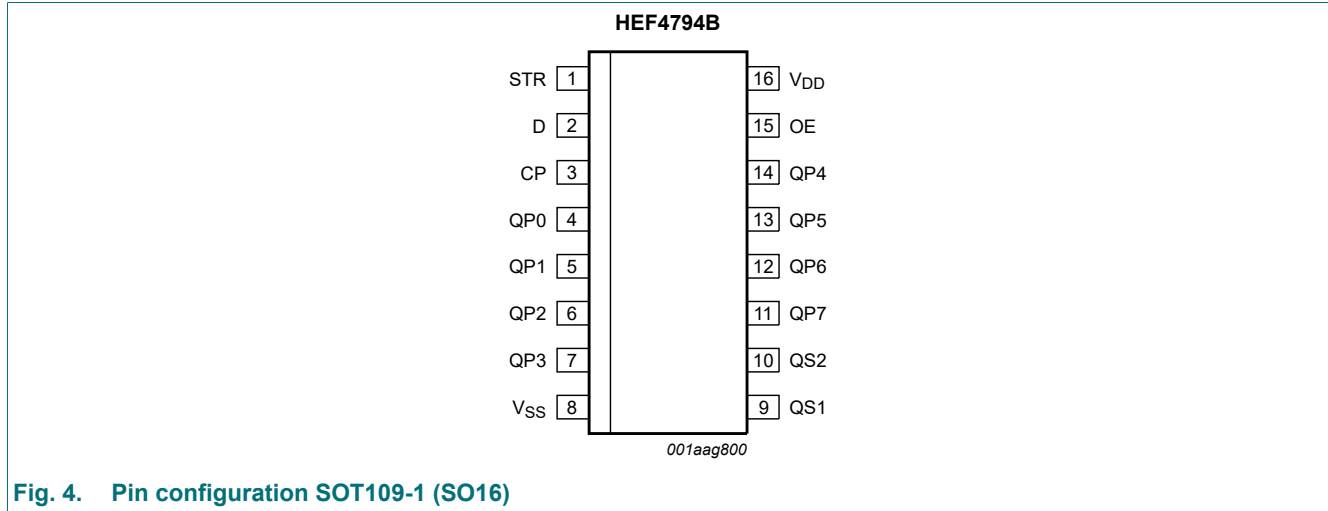 HEF4794B
STR 1 16 VDD
D 2 15 OE
CP 3 14 QP4
QP0 4 13 QP5
QP1 5 12 QP6
QP2 6 11 QP7
QP3 7 10 QS2
VSS 8 9 QS1
001aag800
Fig. 4. Pin configuration SOT109-1 (SO16)